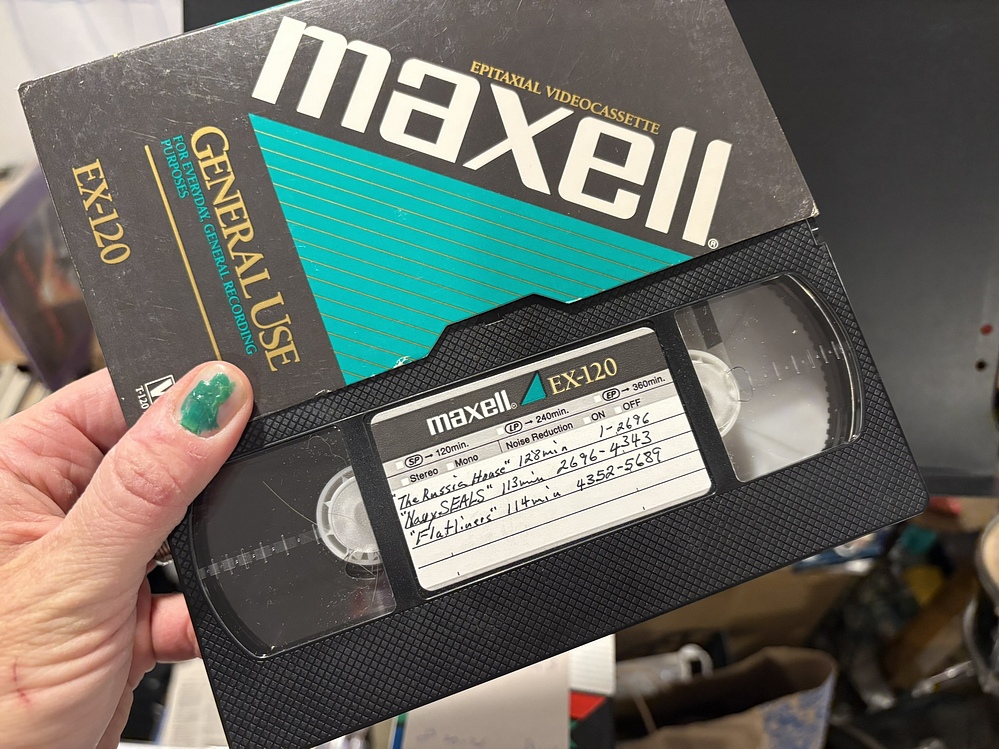 maxell®
EPITAXIAL VIDEOCASSETTE
GENERAL USE
FOR EVERYDAY, GENERAL RECORDING
PURPOSES
EX-120
T-120
maxell® EX-120
SP → 120min. LP → 240min. EP → 360min.
Stereo Mono Noise Reduction ON OFF
"The Russia House" 128min 1-2696
"Navy SEALS" 113min 2696-4343
"Flatlines" 114min 4352-5689